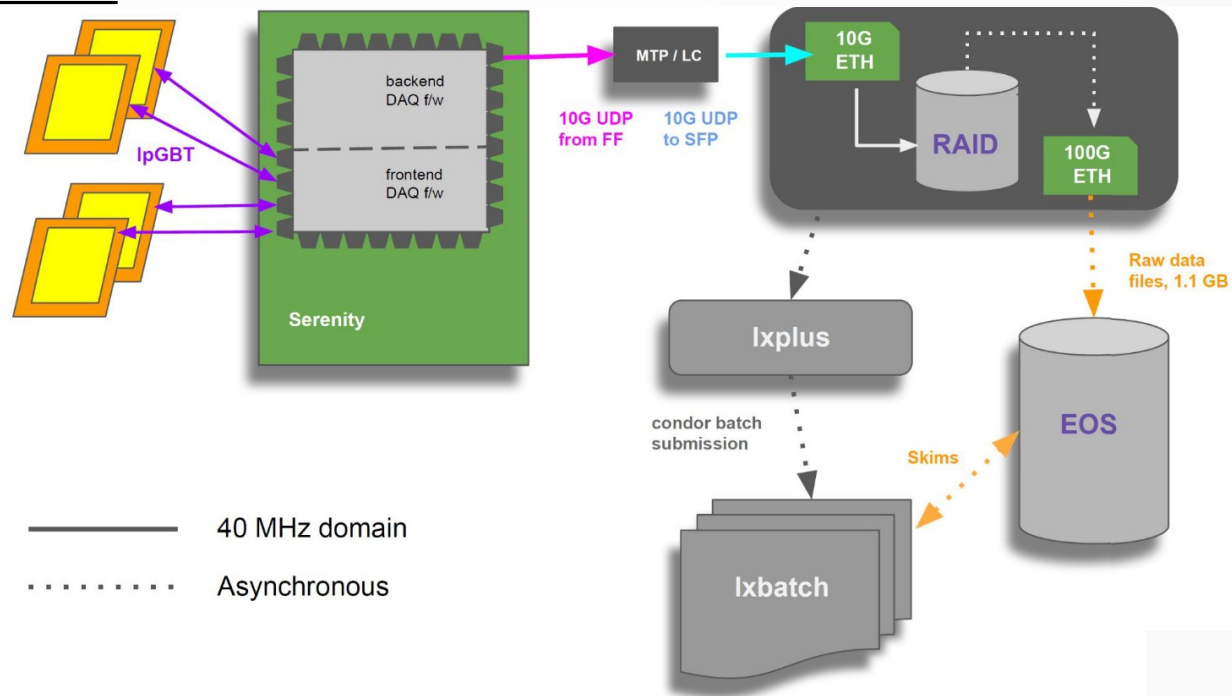 lpGBT
backend
DAQ f/w
frontend
DAQ f/w
Serenity
MTP / LC
10G UDP
from FF
10G UDP
to SFP
10G
ETH
RAID
100G
ETH
Raw data
files, 1.1 GB
lxplus
condor batch
submission
EOS
Skims
lxbatch
40 MHz domain
Asynchronous